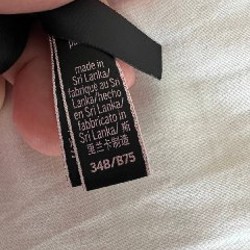 made in
Sri Lanka/
fabriqué au Sri
Lanka/hecho
en Sri Lanka/
fabbricato in
Sri Lanka/ 斯
里兰卡制造
34B/B75